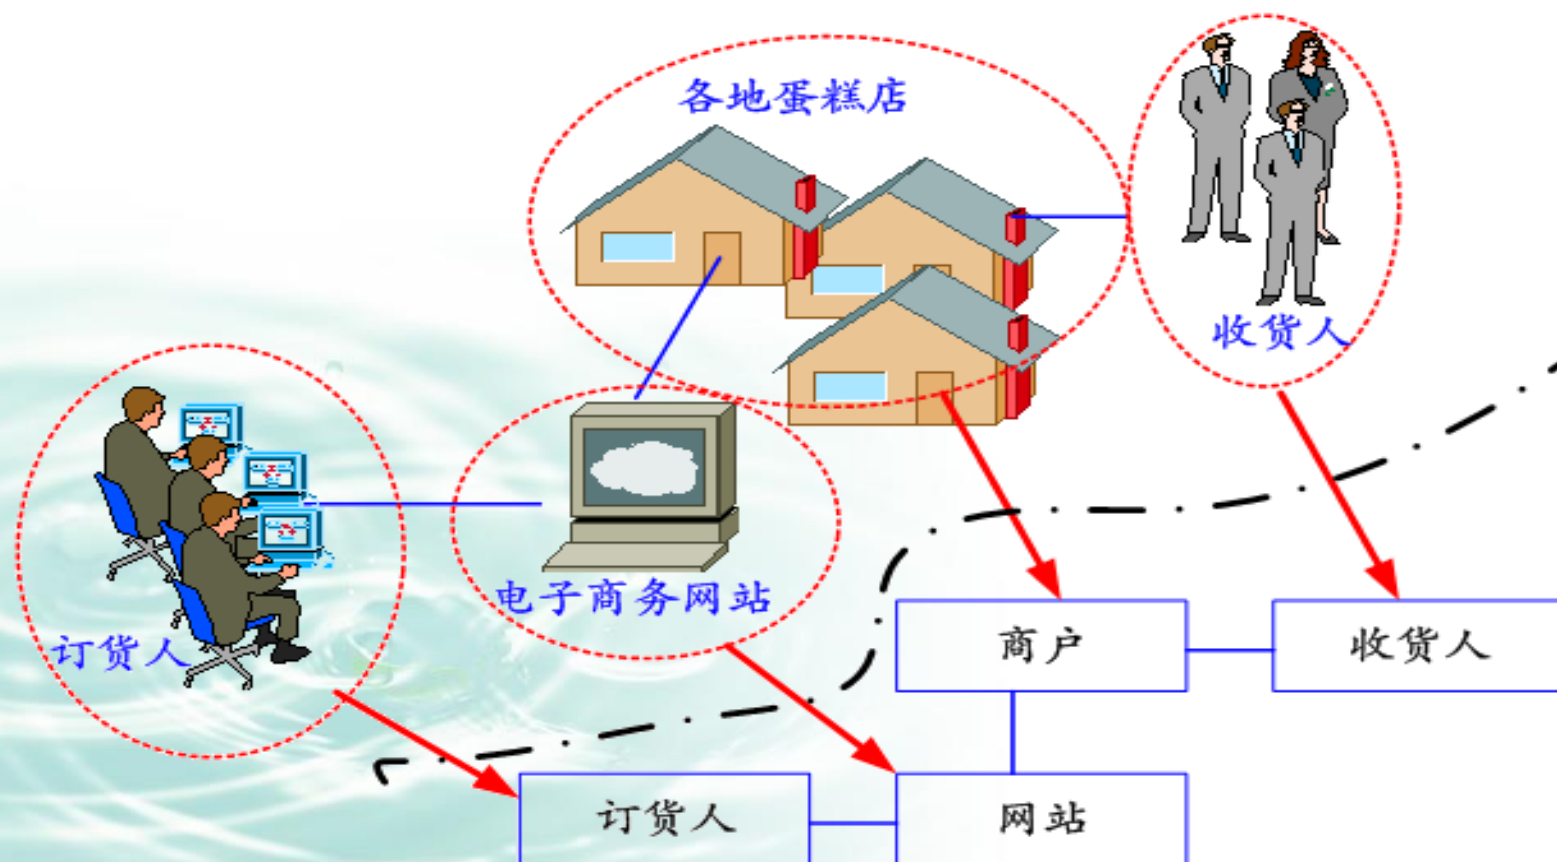 各地蛋糕店
收货人
电子商务网站
订货人
商户
收货人
订货人
网站